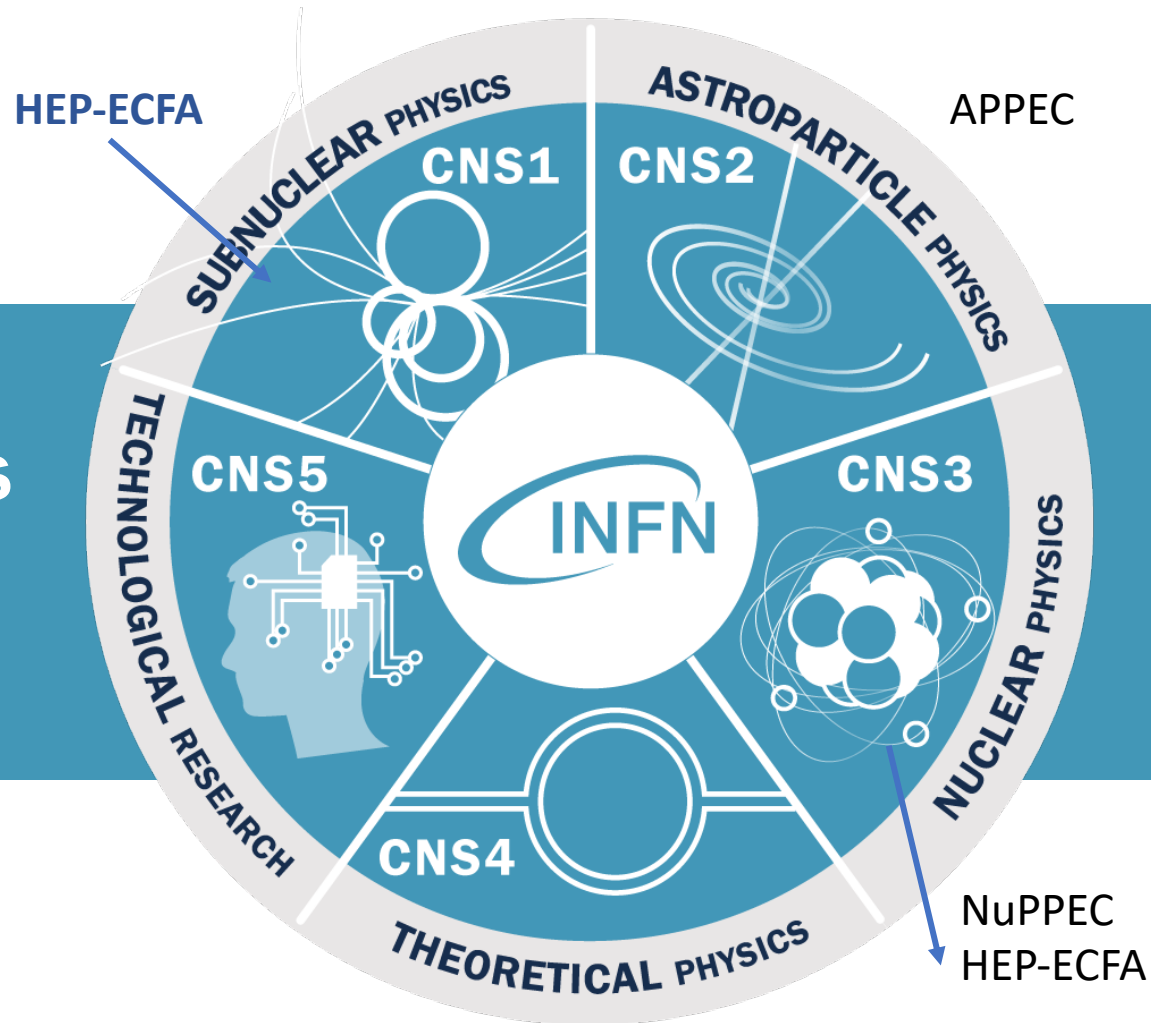 HEP-ECFA
APPEC
SUBNUCLEAR PHYSICS
ASTROPARTICLE PHYSICS
CNS1
CNS2
CNS5
CNS3
INFN
TECHNOLOGICAL RESEARCH
NUCLEAR PHYSICS
CNS4
THEORETICAL PHYSICS
NuPPEC
HEP-ECFA